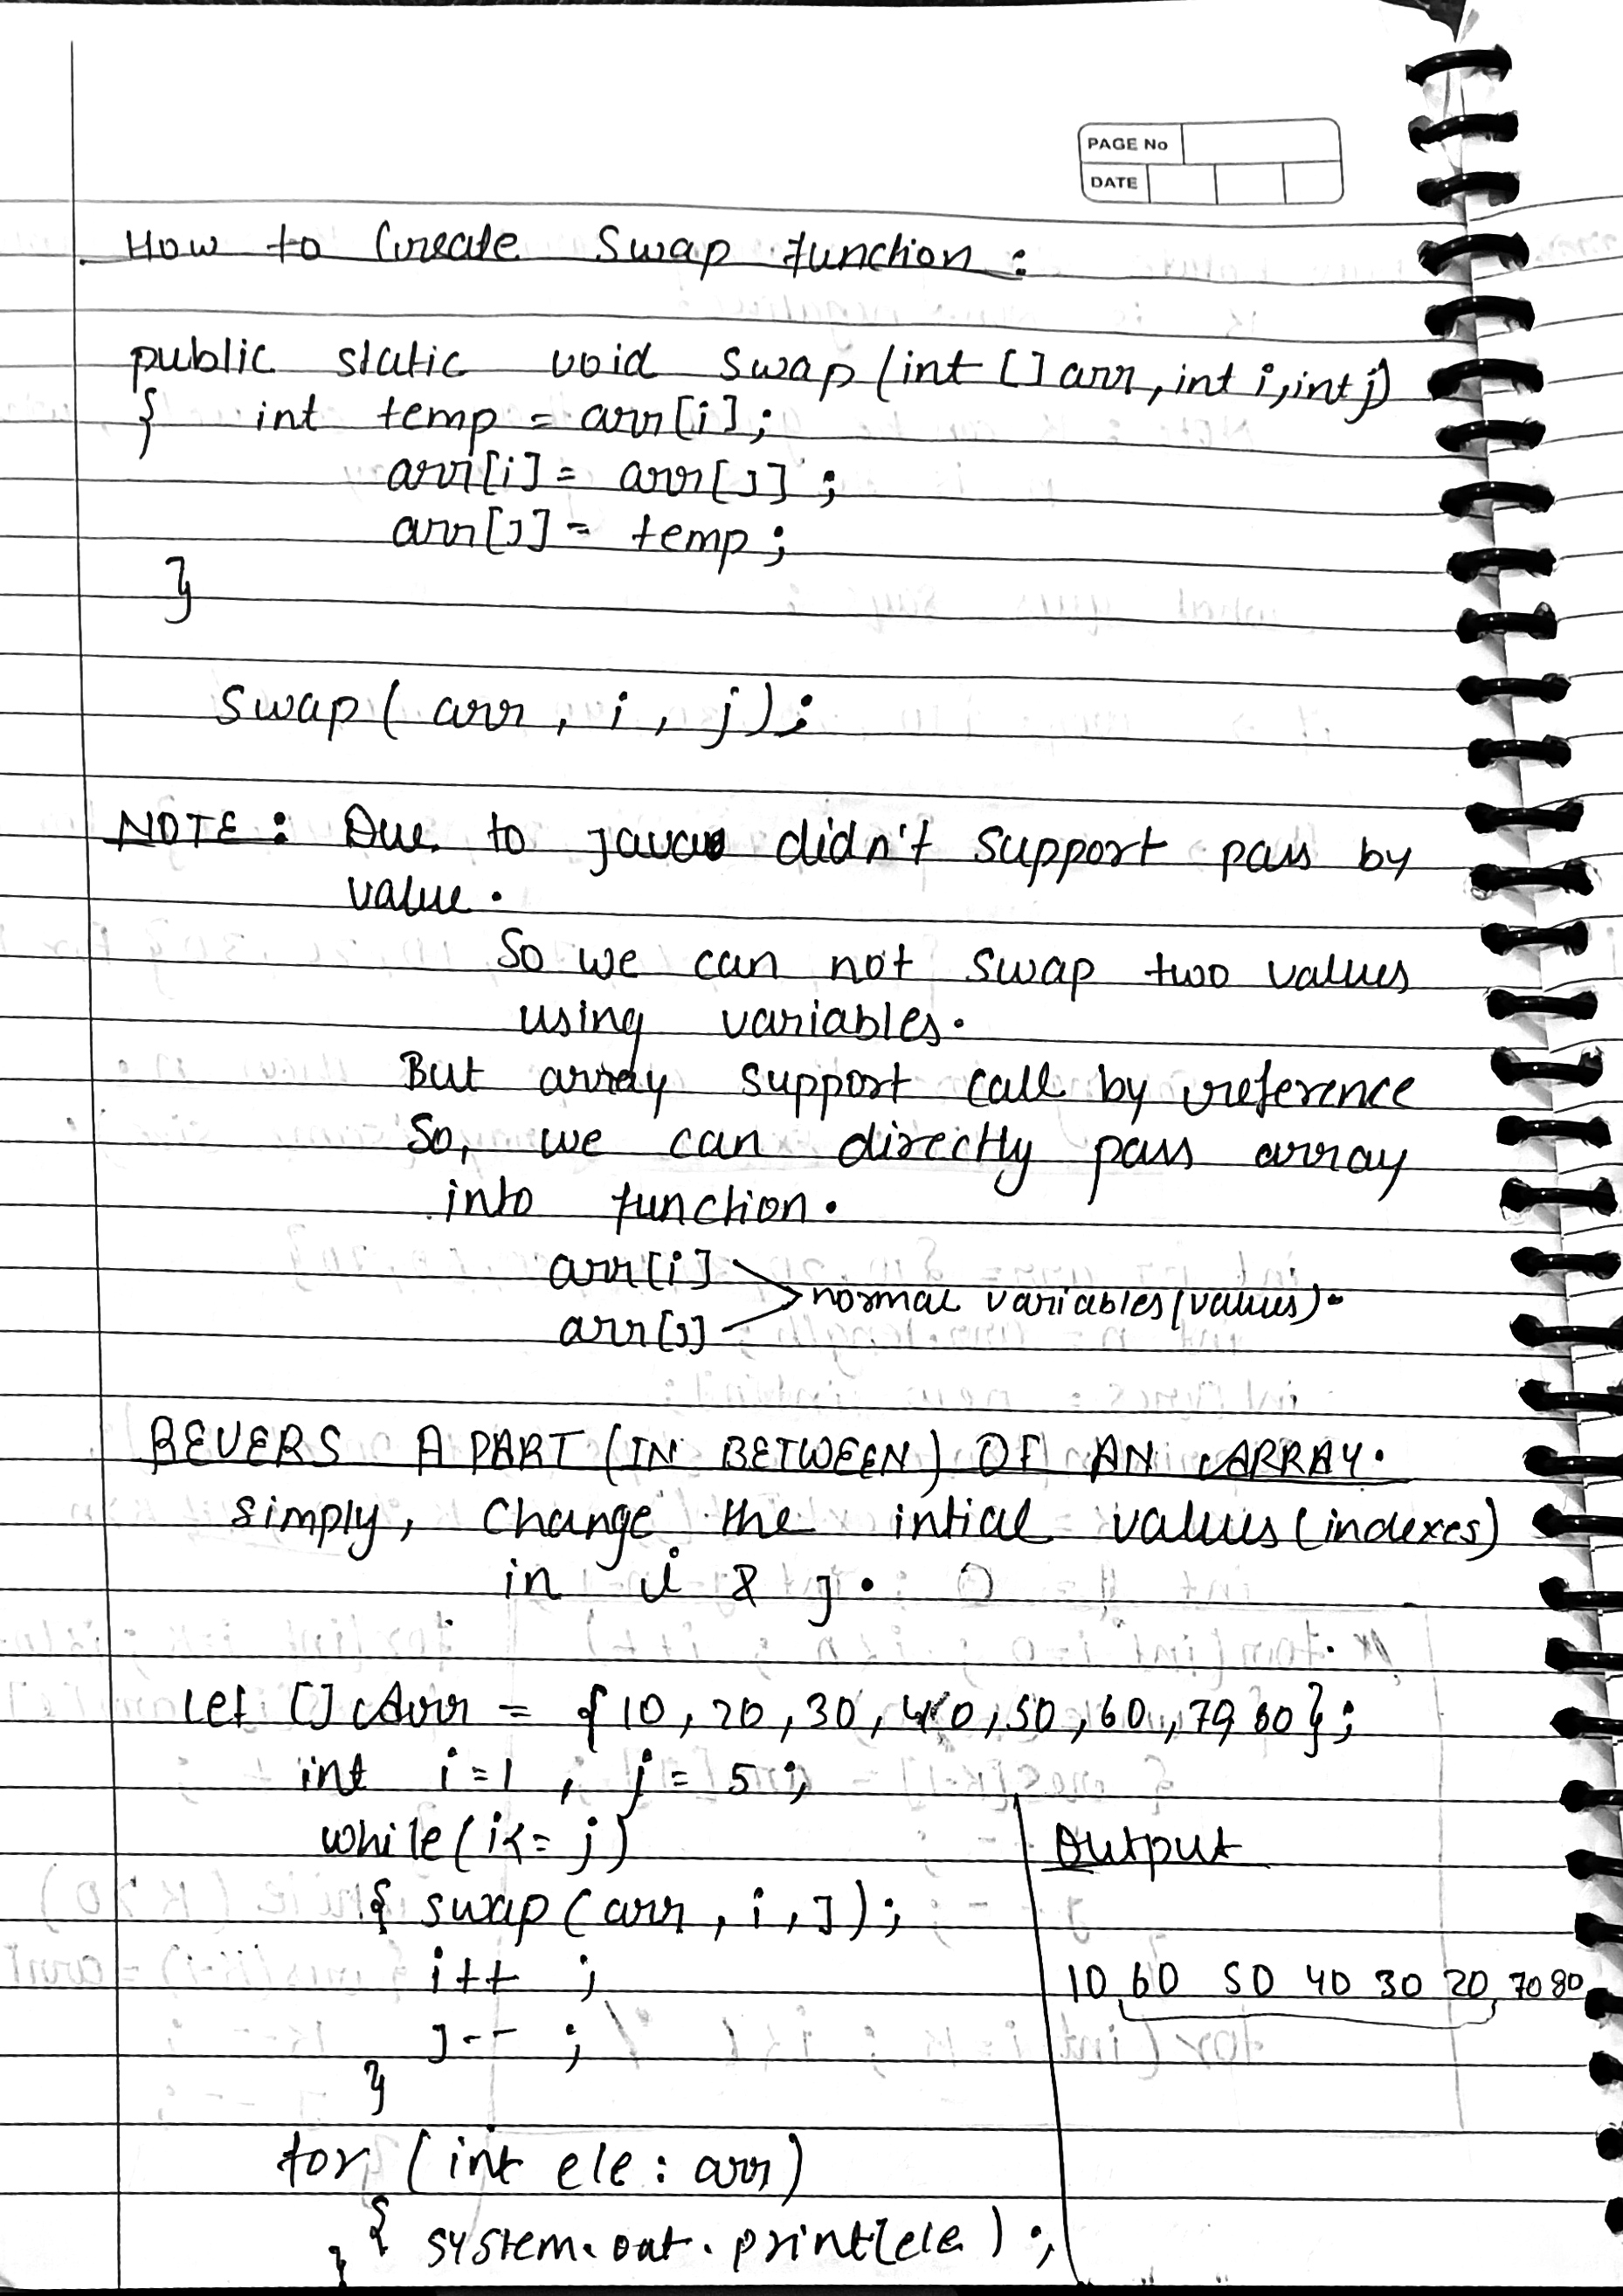 PAGE No
DATE
How to Create Swap function :
public static void swap (int [] arr, int i, int j)
{ int temp = arr[i];
arr[i] = arr[j] ;
arr[j] = temp ;
}
swap ( arr , i , j ) ;
NOTE : Due to java didn't support pass by
value .
So we can not swap two values
using variables .
But array support call by reference
So, we can directly pass array
into function .
arr[i]
normal variables (values) .
arr[j]
REVERS A PART (IN BETWEEN) OF AN ARRAY .
simply, Change the intial values (indexes)
in i & j .
Let [] Arr = { 10 , 20 , 30 , 40 , 50 , 60 , 70, 80 } ;
int i = 1 , j = 5 ;
while ( i <= j )
{ swap ( arr , i , j ) ;
i ++ ;
j -- ;
}
for ( int ele : arr )
{ system.out.print(ele ) ;
}
Output
10 60 50 40 30 20 70 80